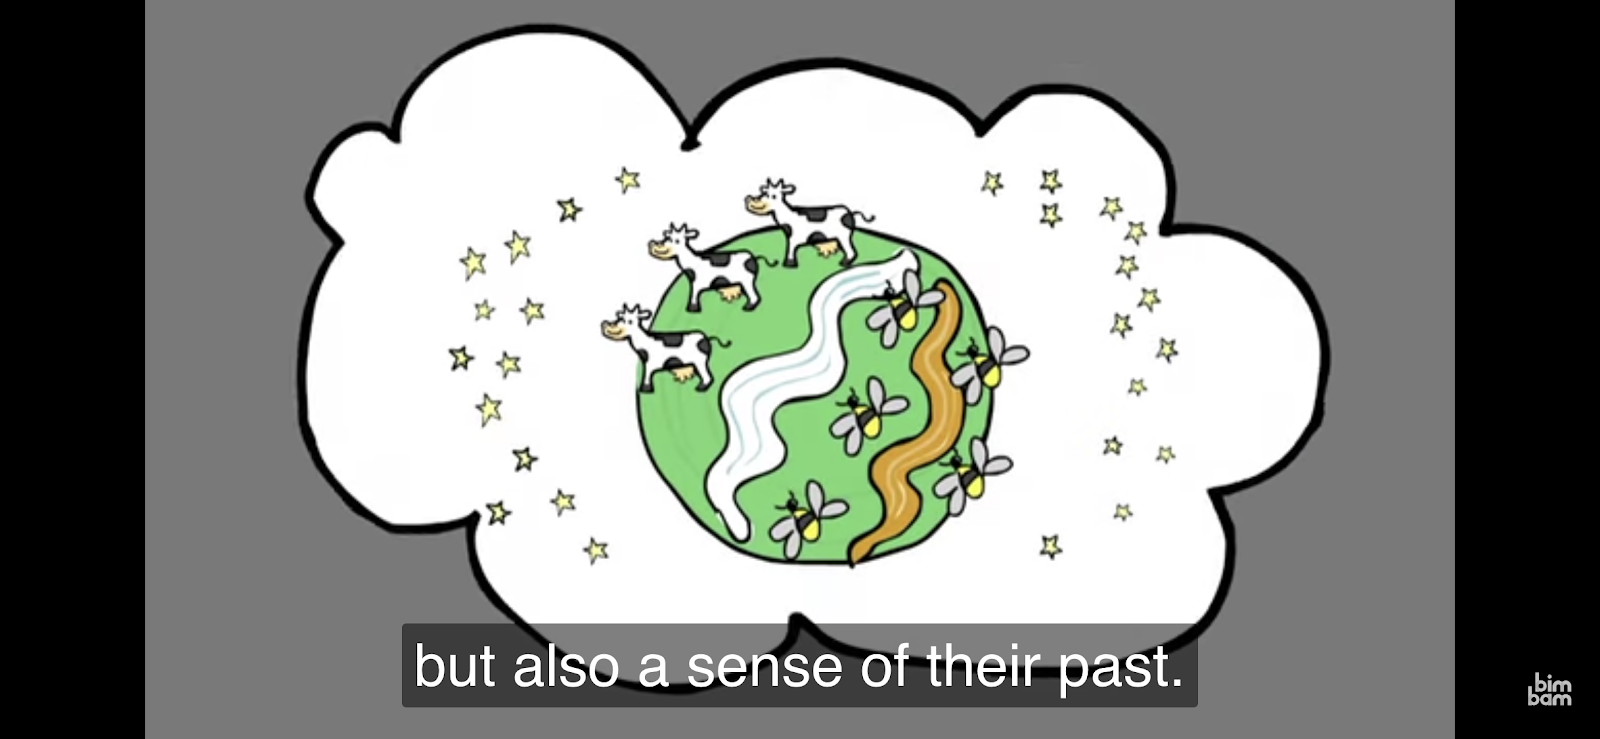 but also a sense of their past.
bim
bam